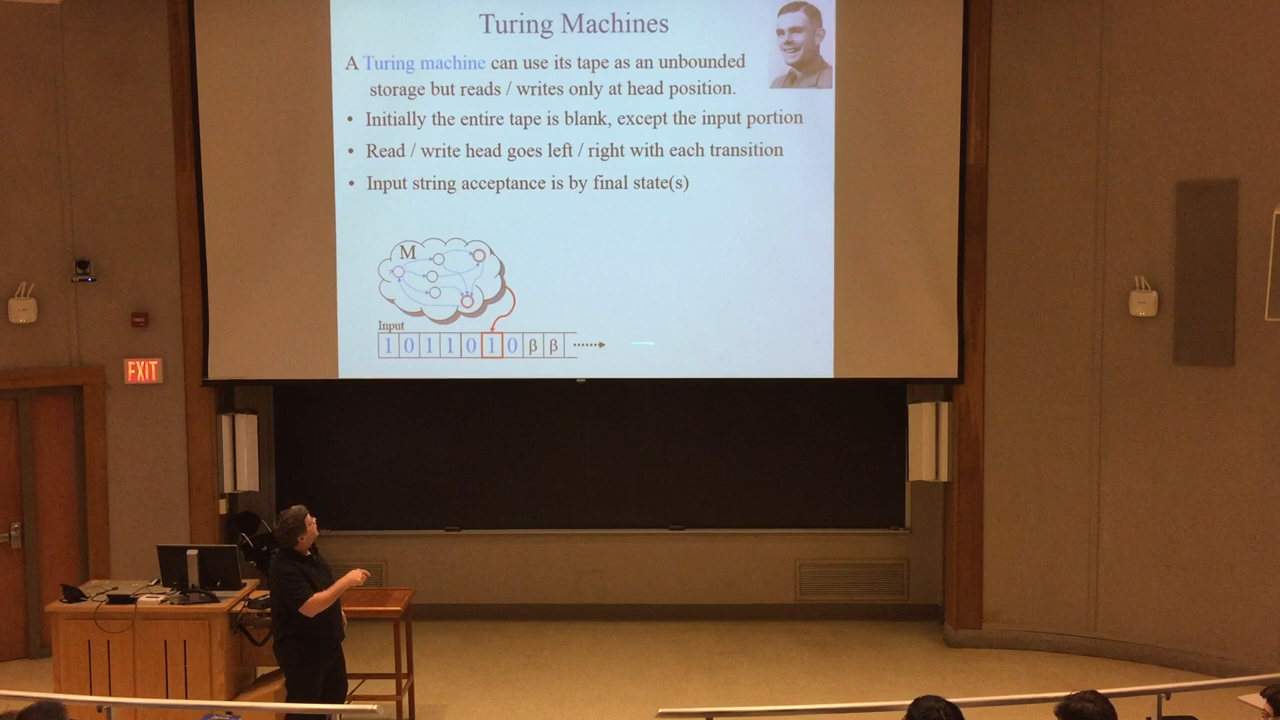 Turing Machines
A Turing machine can use its tape as an unbounded
storage but reads / writes only at head position.
• Initially the entire tape is blank, except the input portion
• Read / write head goes left / right with each transition
• Input string acceptance is by final state(s)
M
Input
1 0 1 1 0 1 0 β β
EXIT